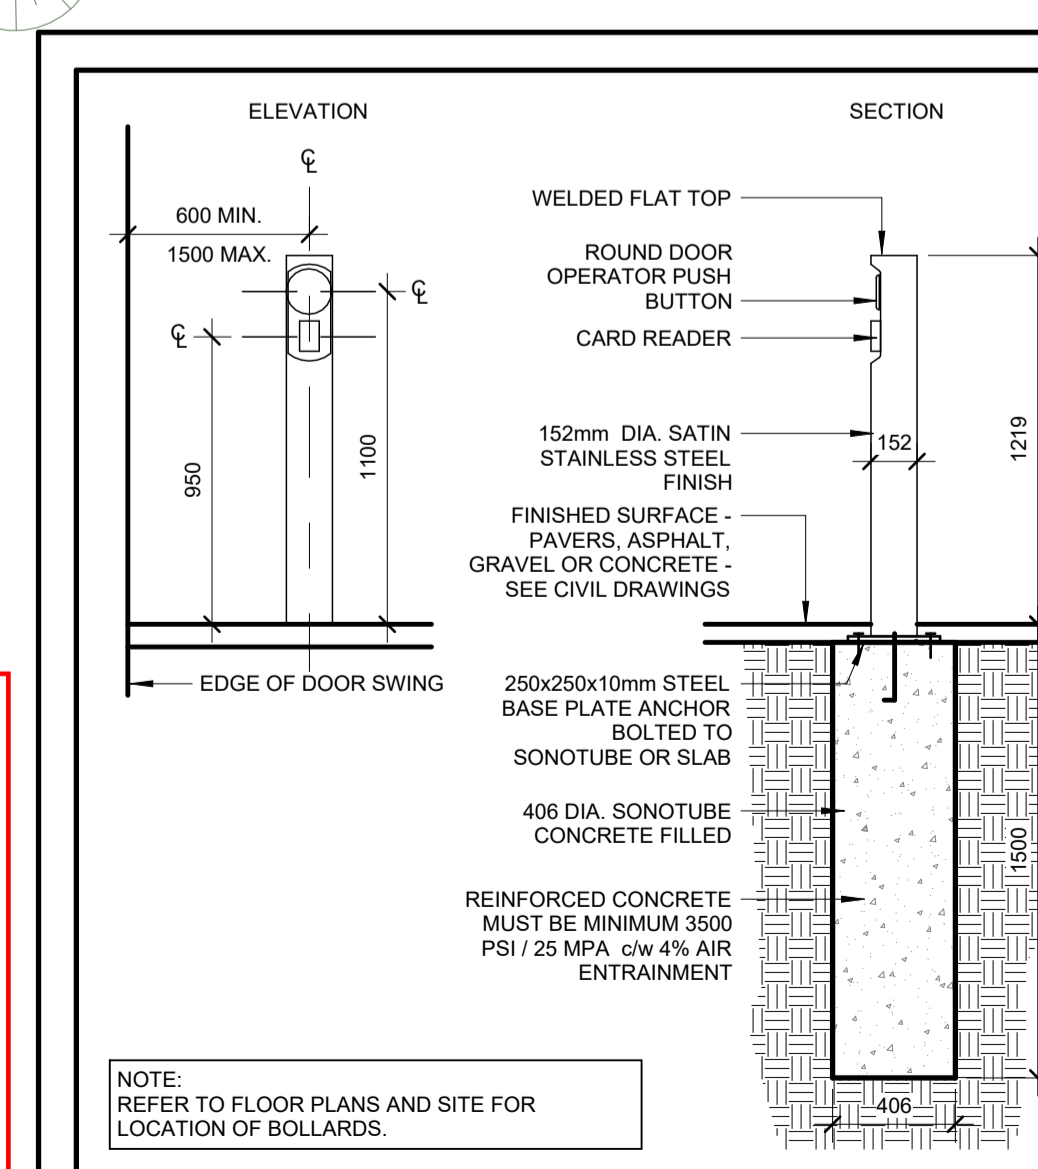 ELEVATION
℄
600 MIN.
1500 MAX.
℄
℄
950
1100
EDGE OF DOOR SWING
SECTION
WELDED FLAT TOP
ROUND DOOR
OPERATOR PUSH
BUTTON
CARD READER
152mm DIA. SATIN
STAINLESS STEEL
FINISH
152
1219
FINISHED SURFACE -
PAVERS, ASPHALT,
GRAVEL OR CONCRETE -
SEE CIVIL DRAWINGS
250x250x10mm STEEL
BASE PLATE ANCHOR
BOLTED TO
SONOTUBE OR SLAB
406 DIA. SONOTUBE
CONCRETE FILLED
1500
REINFORCED CONCRETE
MUST BE MINIMUM 3500
PSI / 25 MPA c/w 4% AIR
ENTRAINMENT
406
NOTE:
REFER TO FLOOR PLANS AND SITE FOR
LOCATION OF BOLLARDS.